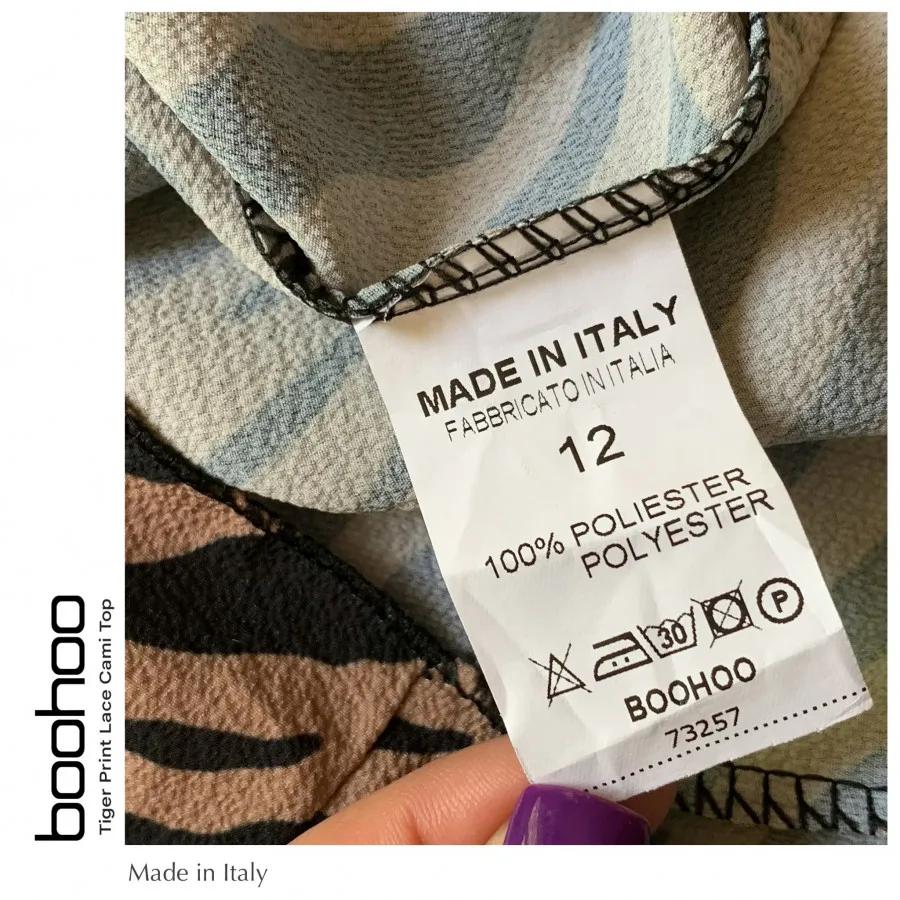 MADE IN ITALY
FABBRICATO IN ITALIA
12
100% POLIESTER
POLYESTER
30
P
BOOHOO
73257
boohoo
Tiger Print Lace Cami Top
Made in Italy